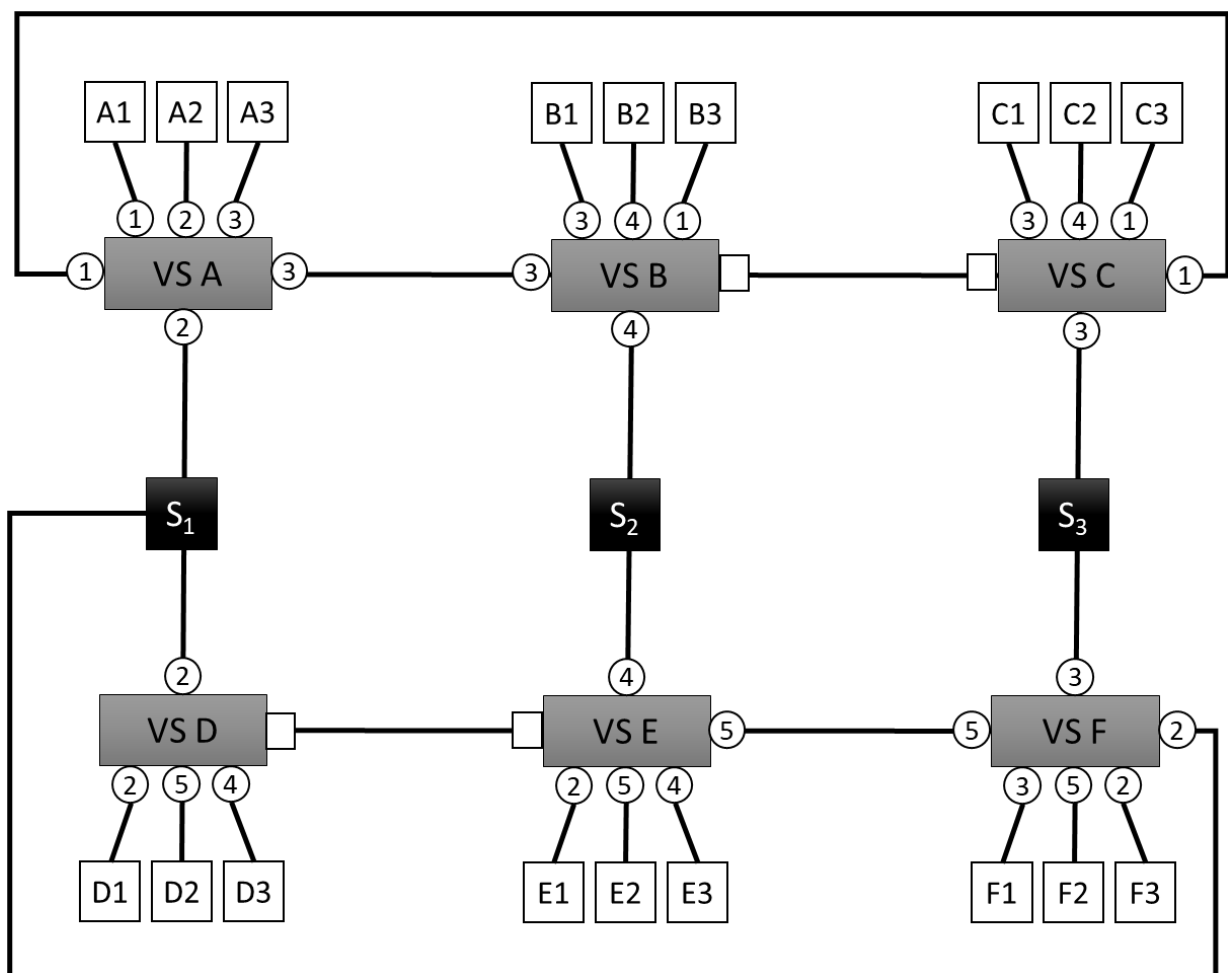 A1 A2 A3 B1 B2 B3 C1 C2 C3
1 2 3 3 4 1 3 4 1
1 VS A 3 3 VS B VS C 1
2 4 3
S1 S2 S3
2 4 3
VS D VS E 5 5 VS F 2
2 5 4 2 5 4 3 5 2
D1 D2 D3 E1 E2 E3 F1 F2 F3